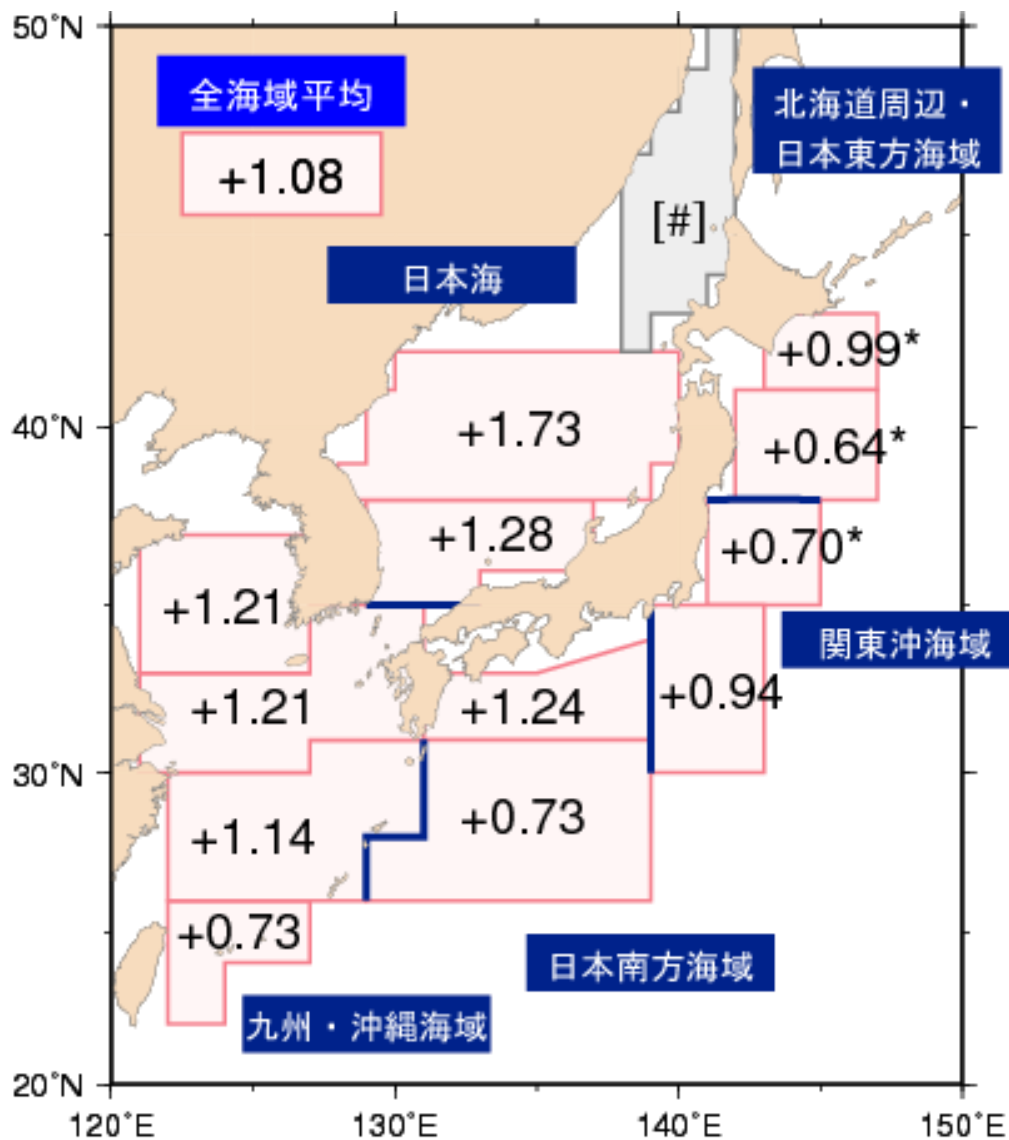 50°N
全海域平均
+1.08
北海道周辺・
日本東方海域
[#]
日本海
+0.99*
+1.73
40°N
+0.64*
+1.28
+0.70*
+1.21
関東沖海域
+1.21
+1.24
+0.94
30°N
+1.14
+0.73
+0.73
日本南方海域
九州・沖縄海域
20°N
120°E
130°E
140°E
150°E